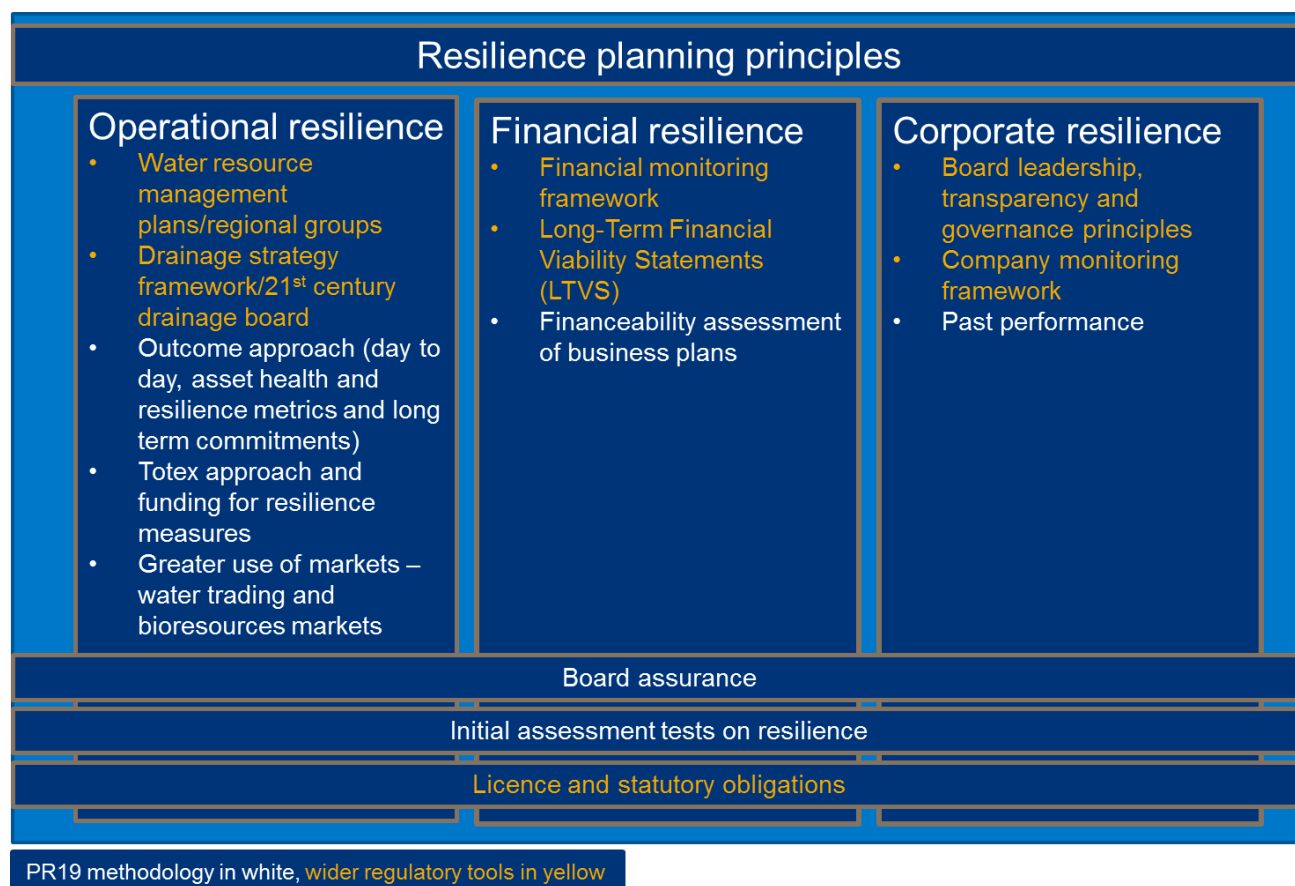 Resilience planning principles
Operational resilience
• Water resource
management
plans/regional groups
• Drainage strategy
framework/21st century
drainage board
• Outcome approach (day to
day, asset health and
resilience metrics and long
term commitments)
• Totex approach and
funding for resilience
measures
• Greater use of markets –
water trading and
bioresources markets
Financial resilience
• Financial monitoring
framework
• Long-Term Financial
Viability Statements
(LTVS)
• Financeability assessment
of business plans
Corporate resilience
• Board leadership,
transparency and
governance principles
• Company monitoring
framework
• Past performance
Board assurance
Initial assessment tests on resilience
Licence and statutory obligations
PR19 methodology in white, wider regulatory tools in yellow